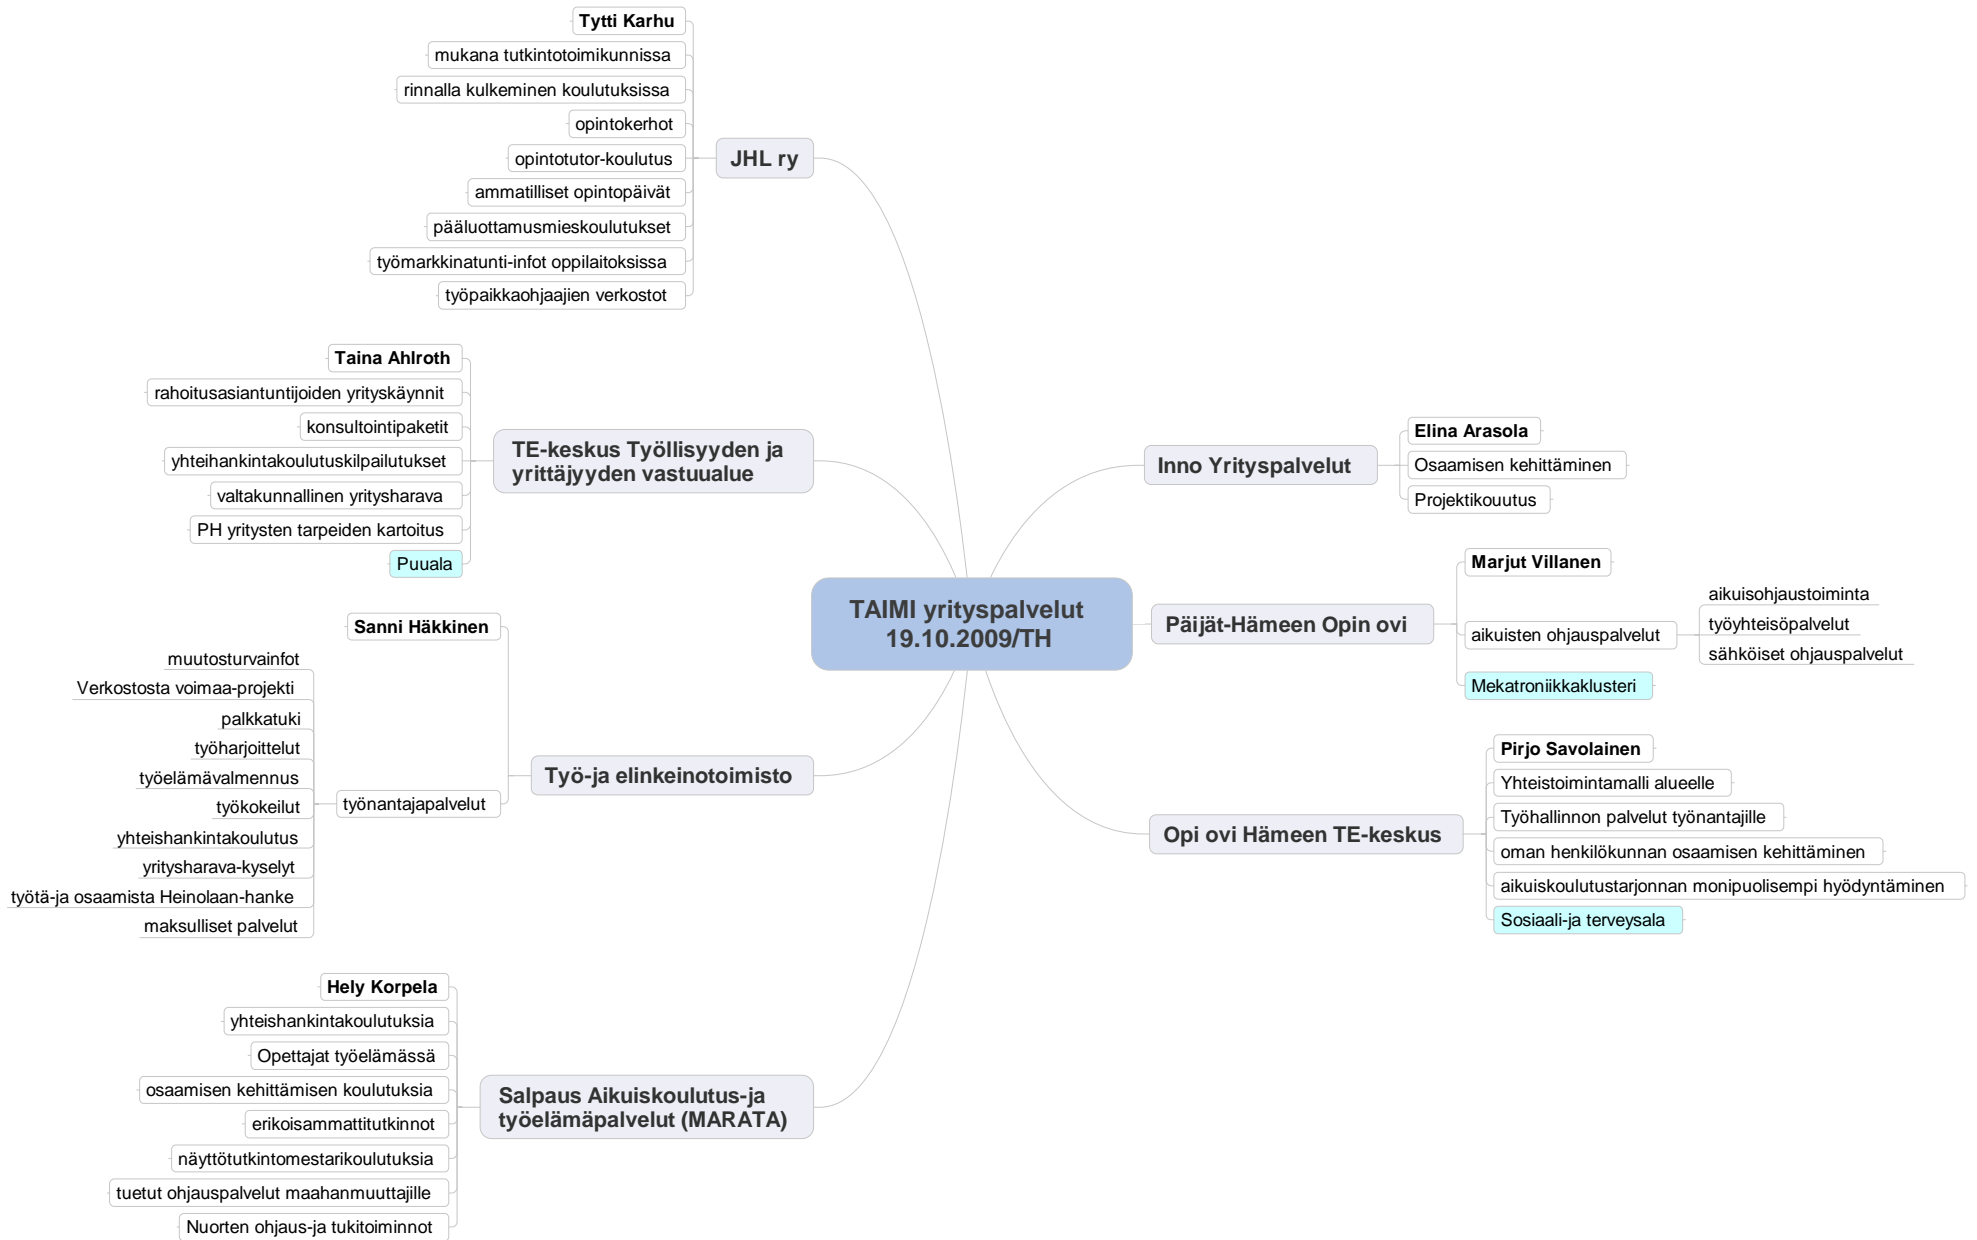 TAIMI yrityspalvelut
19.10.2009/TH
JHL ry
Tytti Karhu
mukana tutkintotoimikunnissa
rinnalla kulkeminen koulutuksissa
opintokerhot
opintotutor-koulutus
ammatilliset opintopäivät
pääluottamusmieskoulutukset
työmarkkinatunti-infot oppilaitoksissa
työpaikkaohjaajien verkostot
TE-keskus Työllisyyden ja
yrittäjyyden vastuualue
Taina Ahlroth
rahoitusasiantuntijoiden yrityskäynnit
konsultointipaketit
yhteihankintakoulutuskilpailutukset
valtakunnallinen yritysharava
PH yritysten tarpeiden kartoitus
Puuala
Työ-ja elinkeinotoimisto
Sanni Häkkinen
työnantajapalvelut
muutosturvainfot
Verkostosta voimaa-projekti
palkkatuki
työharjoittelut
työelämävalmennus
työkokeilut
yhteishankintakoulutus
yritysharava-kyselyt
työtä-ja osaamista Heinolaan-hanke
maksulliset palvelut
Salpaus Aikuiskoulutus-ja
työelämäpalvelut (MARATA)
Hely Korpela
yhteishankintakoulutuksia
Opettajat työelämässä
osaamisen kehittämisen koulutuksia
erikoisammattitutkinnot
näyttötutkintomestarikoulutuksia
tuetut ohjauspalvelut maahanmuuttajille
Nuorten ohjaus-ja tukitoiminnot
Inno Yrityspalvelut
Elina Arasola
Osaamisen kehittäminen
Projektikouutus
Päijät-Hämeen Opin ovi
Marjut Villanen
aikuisten ohjauspalvelut
aikuisohjaustoiminta
työyhteisöpalvelut
sähköiset ohjauspalvelut
Mekatroniikkaklusteri
Opi ovi Hämeen TE-keskus
Pirjo Savolainen
Yhteistoimintamalli alueelle
Työhallinnon palvelut työnantajille
oman henkilökunnan osaamisen kehittäminen
aikuiskoulutustarjonnan monipuolisempi hyödyntäminen
Sosiaali-ja terveysala